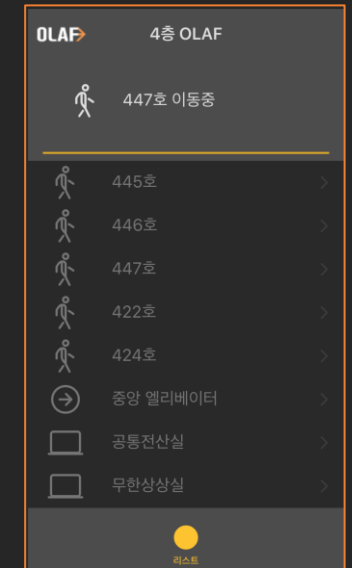 OLAF 4층 OLAF
447호 이동중
445호
446호
447호
422호
424호
중앙 엘리베이터
공통전산실
무한상상실
리스트